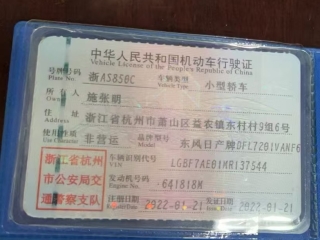 中华人民共和国机动车行驶证
Vehicle License of the People's Republic of China
号牌号码 浙AS850C 车辆类型 小型轿车
Plate No. Vehicle Type
所有人 施张明
Owner
住址 浙江省杭州市萧山区益农镇东村村9组6号
Address
使用性质 非营运 品牌型号 东风日产牌DFL7201VANF6
Use Character Model
浙江省杭州
市公安局交
通警察支队
车辆识别代号 LGBF7AE01MR137544
VIN
发动机号码 641818M
Engine No.
注册日期 2022-01-21 发证日期 2022-01-21
Register Date Issue Date